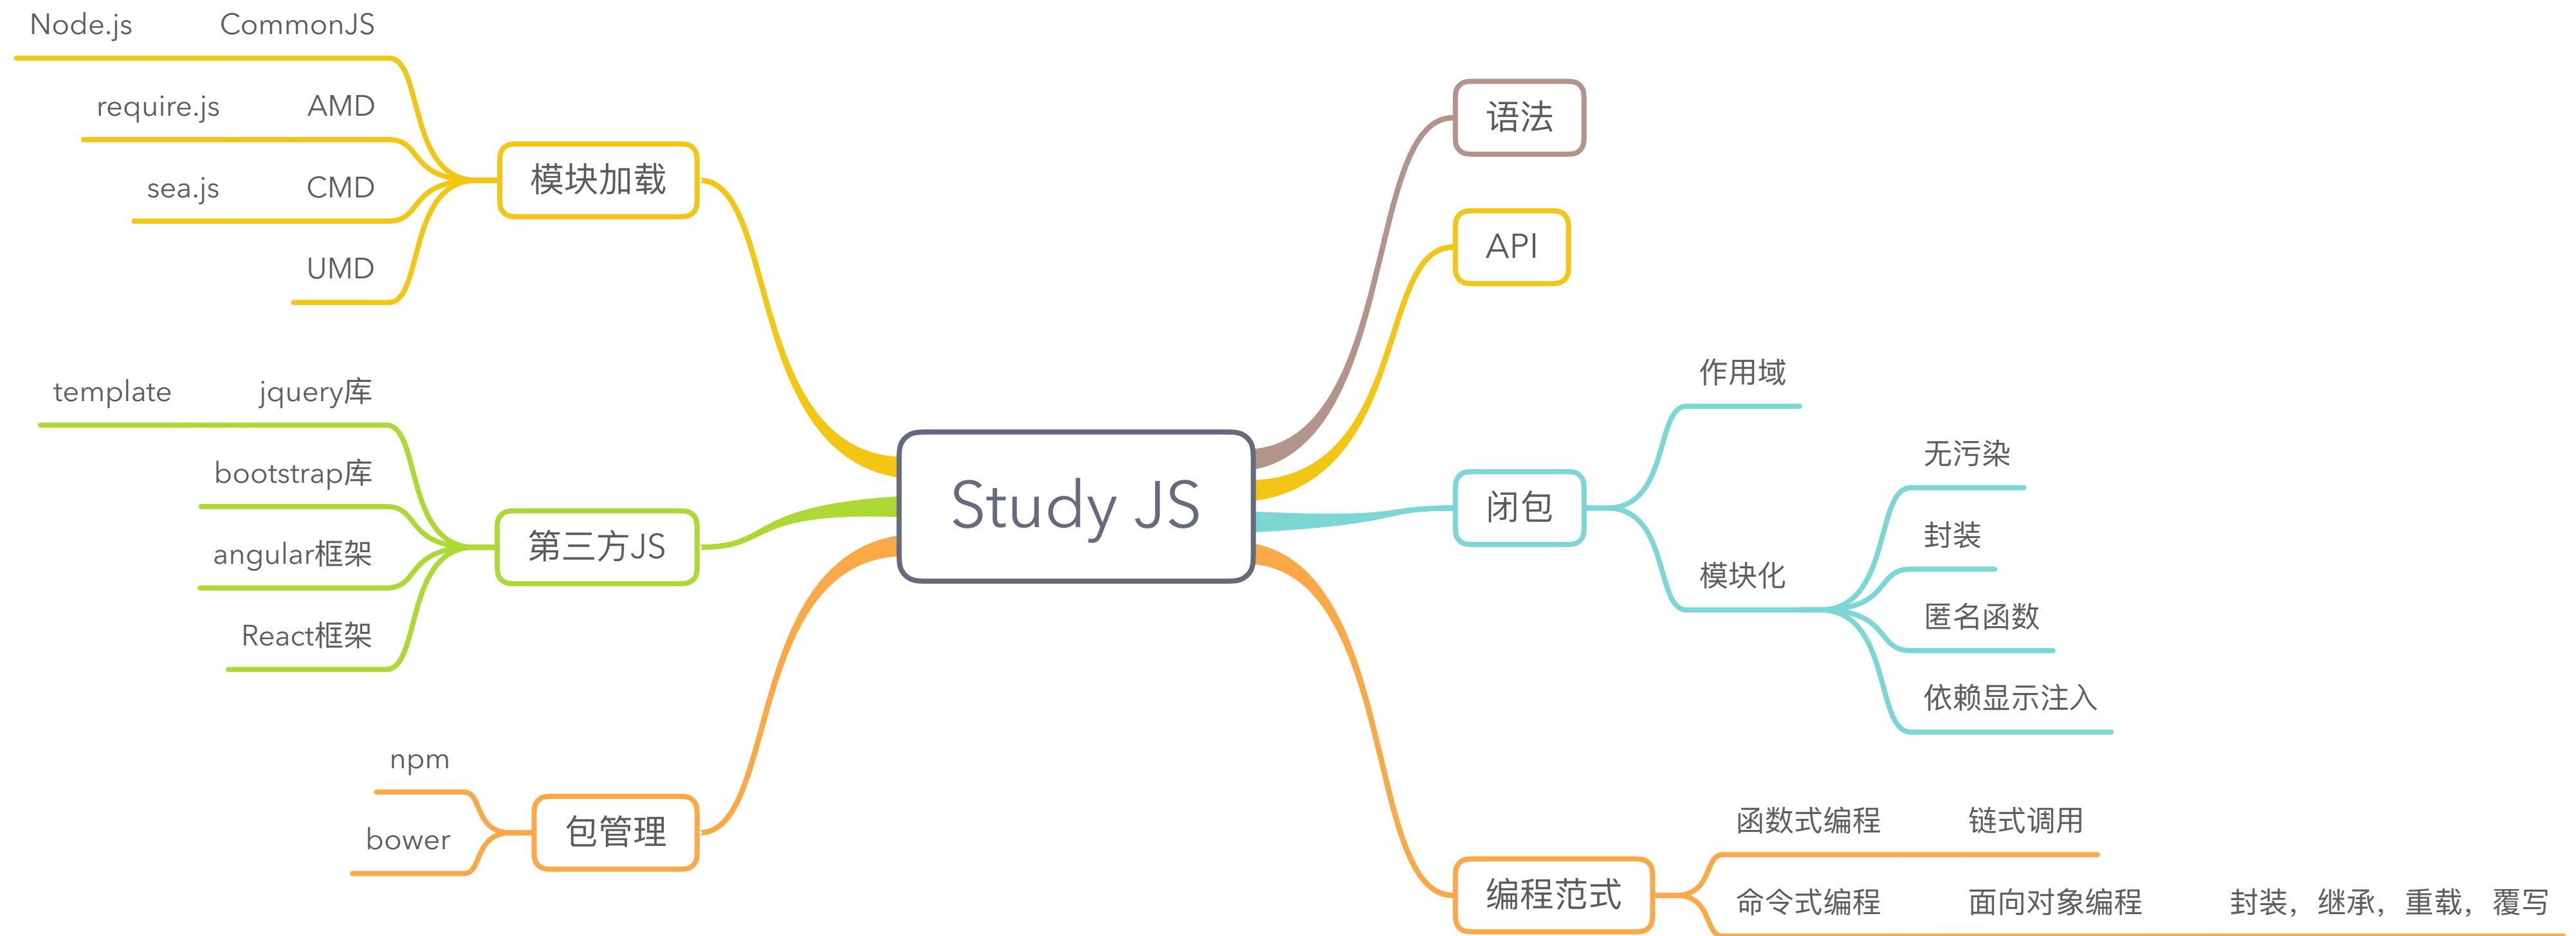 Study JS
语法
API
闭包
作用域
模块化
无污染
封装
匿名函数
依赖显示注入
编程范式
函数式编程 链式调用
命令式编程 面向对象编程 封装，继承，重载，覆写
模块加载
Node.js CommonJS
require.js AMD
sea.js CMD
UMD
第三方JS
template jquery库
bootstrap库
angular框架
React框架
包管理
npm
bower